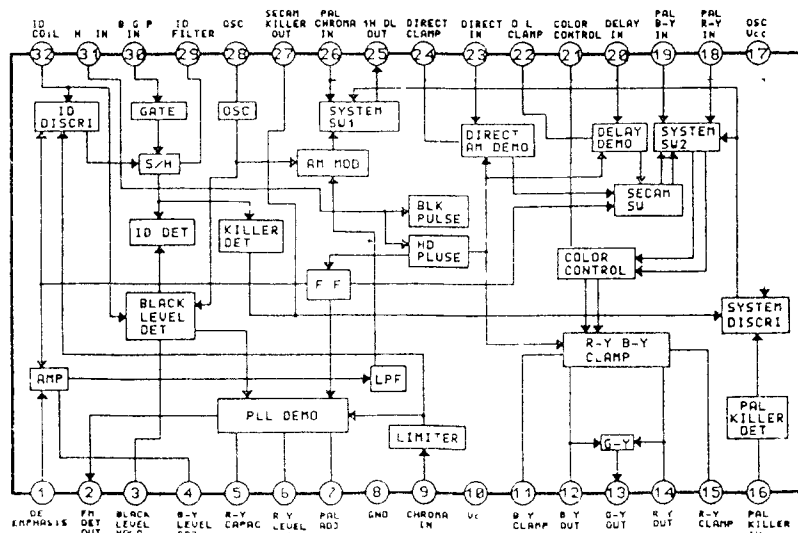 ID
COIL
H IN
B G P
IN
ID
FILTER
OSC
SECAM
KILLER
OUT
PAL
CHROMA
IN
1H DL
OUT
DIRECT
CLAMP
DIRECT
IN
D L
CLAMP
COLOR
CONTROL
DELAY
IN
PAL
B-Y
IN
PAL
R-Y
IN
OSC
Vcc
32
31
30
29
28
27
26
25
24
23
22
21
20
19
18
17
ID
DISCRI
GATE
OSC
SYSTEM
SW1
DIRECT
AM DEMO
DELAY
DEMO
SYSTEM
SW2
S/H
AM MOD
SECAM
SW
BLK
PULSE
ID DET
KILLER
DET
HD
PLUSE
COLOR
CONTROL
F F
BLACK
LEVEL
DET
SYSTEM
DISCRI
R-Y B-Y
CLAMP
AMP
LPF
PLL DEMO
LIMITER
PAL
KILLER
DET
G-Y
1
2
3
4
5
6
7
8
9
10
11
12
13
14
15
16
DE
EMPHASIS
FM
DET
OUT
BLACK
LEVEL
B-Y
LEVEL
R-Y
CAPAC
R Y
LEVEL
PAL
ADJ
GND
CHROMA
IN
Vc
B Y
CLAMP
B Y
OUT
G-Y
OUT
R Y
OUT
R-Y
CLAMP
PAL
KILLER